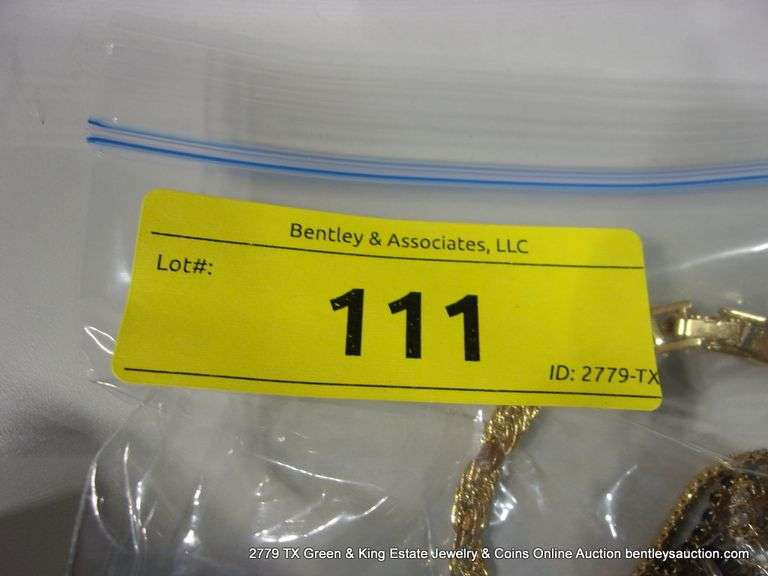 Bentley & Associates, LLC
Lot#:
111
ID: 2779-TX
2779 TX Green & King Estate Jewelry & Coins Online Auction bentleysauction.com